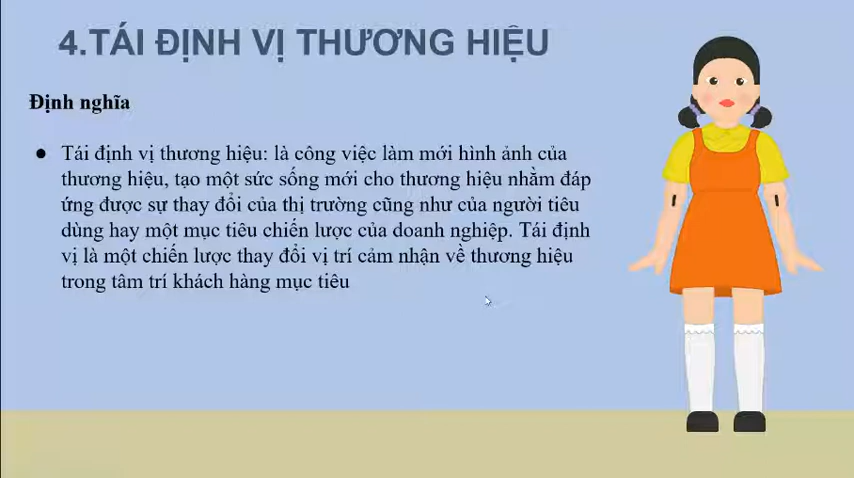 4.TÁI ĐỊNH VỊ THƯƠNG HIỆU
Định nghĩa
● Tái định vị thương hiệu: là công việc làm mới hình ảnh của
thương hiệu, tạo một sức sống mới cho thương hiệu nhằm đáp
ứng được sự thay đổi của thị trường cũng như của người tiêu
dùng hay một mục tiêu chiến lược của doanh nghiệp. Tái định
vị là một chiến lược thay đổi vị trí cảm nhận về thương hiệu
trong tâm trí khách hàng mục tiêu